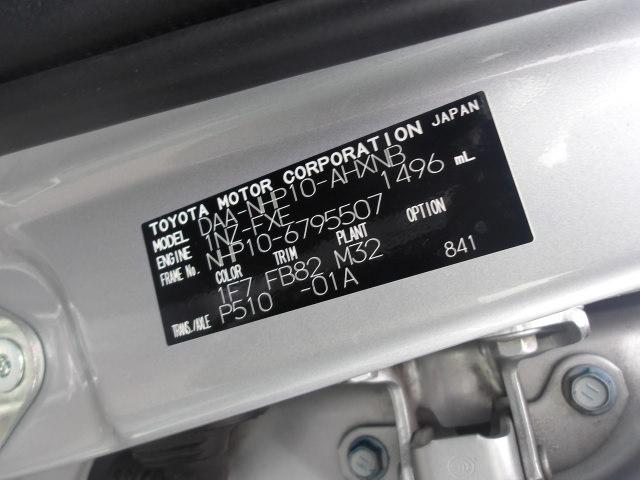 TOYOTA MOTOR CORPORATION JAPAN
MODEL DAA-NHP10-AHXNB
ENGINE 1NZ-FXE 1496 mL
FRAME No. NHP10-6795507
COLOR TRIM PLANT OPTION
1F7 FB82 M32 841
TRANS./AXLE P510 -01A